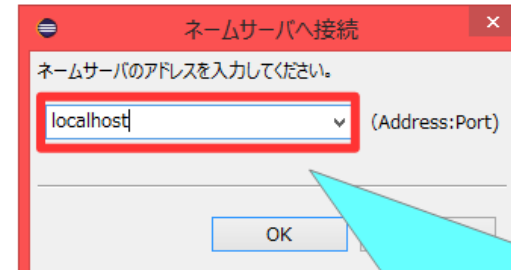 ネームサーバへ接続
ネームサーバのアドレスを入力してください。
localhost (Address:Port)
OK